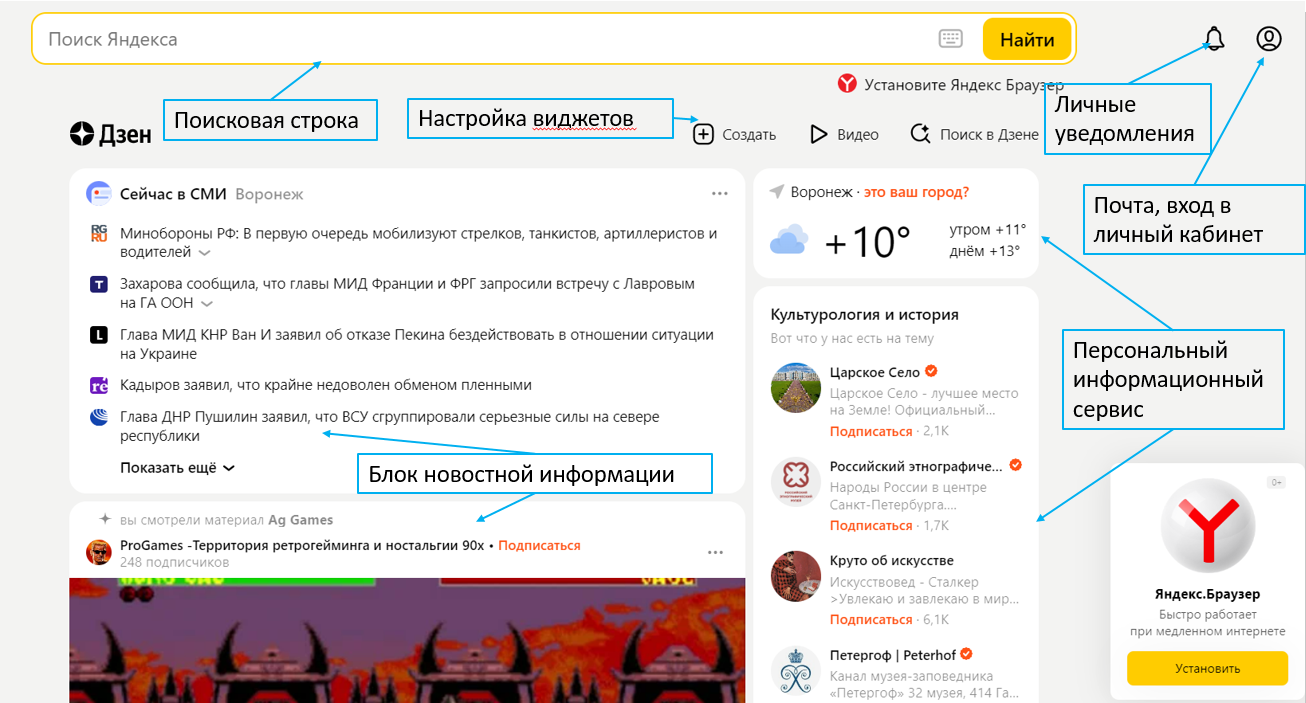 Поиск Яндекса
Найти
Установите Яндекс Браузер
Поисковая строка
Настройка виджетов
Личные
уведомления
Дзен
Создать
Видео
Поиск в Дзене
Почта, вход в
личный кабинет
Сейчас в СМИ Воронеж
RG
RU
Минобороны РФ: В первую очередь мобилизуют стрелков, танкистов, артиллеристов и
водителей
T
Захарова сообщила, что главы МИД Франции и ФРГ запросили встречу с Лавровым
на ГА ООН
L
Глава МИД КНР Ван И заявил об отказе Пекина бездействовать в отношении ситуации
на Украине
re
Кадыров заявил, что крайне недоволен обменом пленными
Глава ДНР Пушилин заявил, что ВСУ сгруппировали серьезные силы на севере
республики
Показать ещё
Блок новостной информации
вы смотрели материал Ag Games
ProGames -Территория ретрогейминга и ностальгии 90х • Подписаться
248 подписчиков
Воронеж · это ваш город?
+10°
утром +11°
днём +13°
Культурология и история
Вот что у нас есть на тему
Царское Село
Царское Село - лучшее место
на Земле! Официальный...
Подписаться · 2,1K
Российский этнографиче...
Народы России в центре
Санкт-Петербурга....
Подписаться · 1,7K
Круто об искусстве
Искусствовед - Сталкер
>Увлекаю и завлекаю в мир...
Подписаться · 6,1K
Петергоф | Peterhof
Канал музея-заповедника
«Петергоф» 32 музея, 414 Га...
Персональный
информационный
сервис
0+
Яндекс.Браузер
Быстро работает
при медленном интернете
Установить